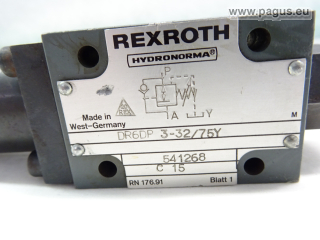 www.pagus.eu
REXROTH
HYDRONORMA®
P
A Y
Made in
West-Germany
M
DR6DP 3-32/75Y
541268
C 15
RN 176.91 Blatt 1